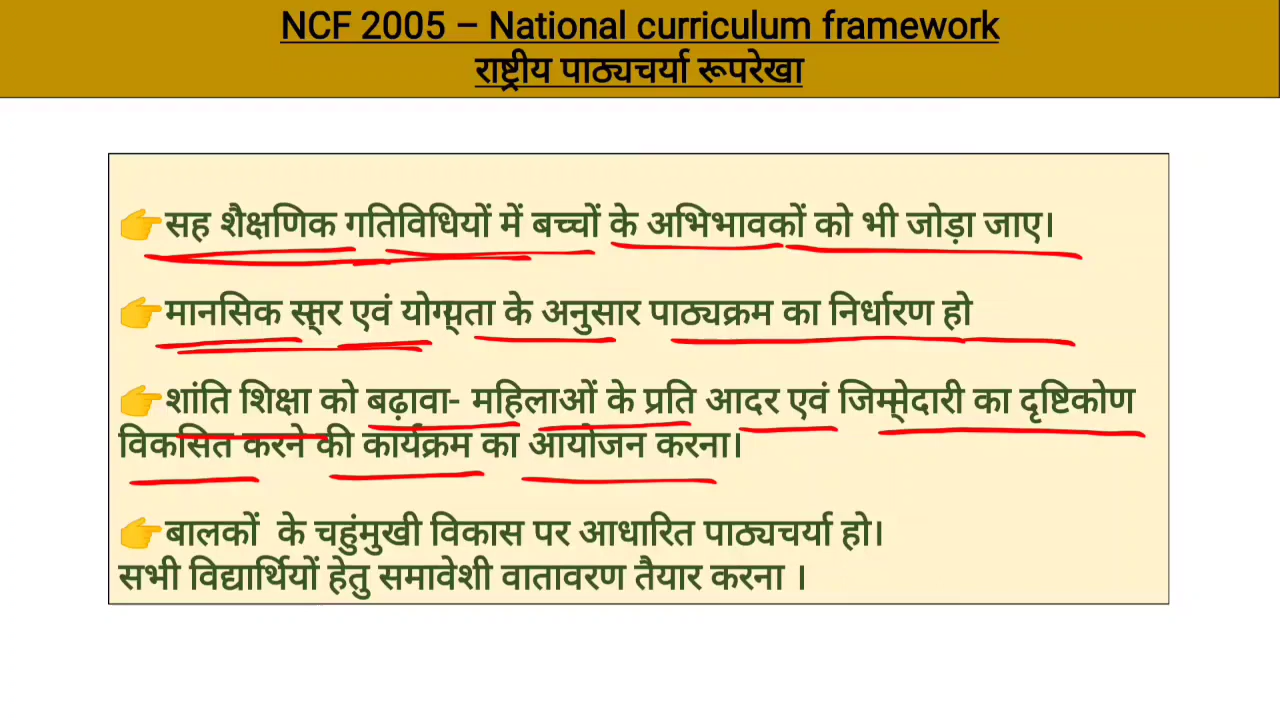 NCF 2005 – National curriculum framework
राष्ट्रीय पाठ्यचर्या रूपरेखा
👉सह शैक्षणिक गतिविधियों में बच्चों के अभिभावकों को भी जोड़ा जाए।
👉मानसिक स्तर एवं योग्यता के अनुसार पाठ्यक्रम का निर्धारण हो
👉शांति शिक्षा को बढ़ावा- महिलाओं के प्रति आदर एवं जिम्मेदारी का दृष्टिकोण
विकसित करने की कार्यक्रम का आयोजन करना।
👉बालकों के चहुंमुखी विकास पर आधारित पाठ्यचर्या हो।
सभी विद्यार्थियों हेतु समावेशी वातावरण तैयार करना ।